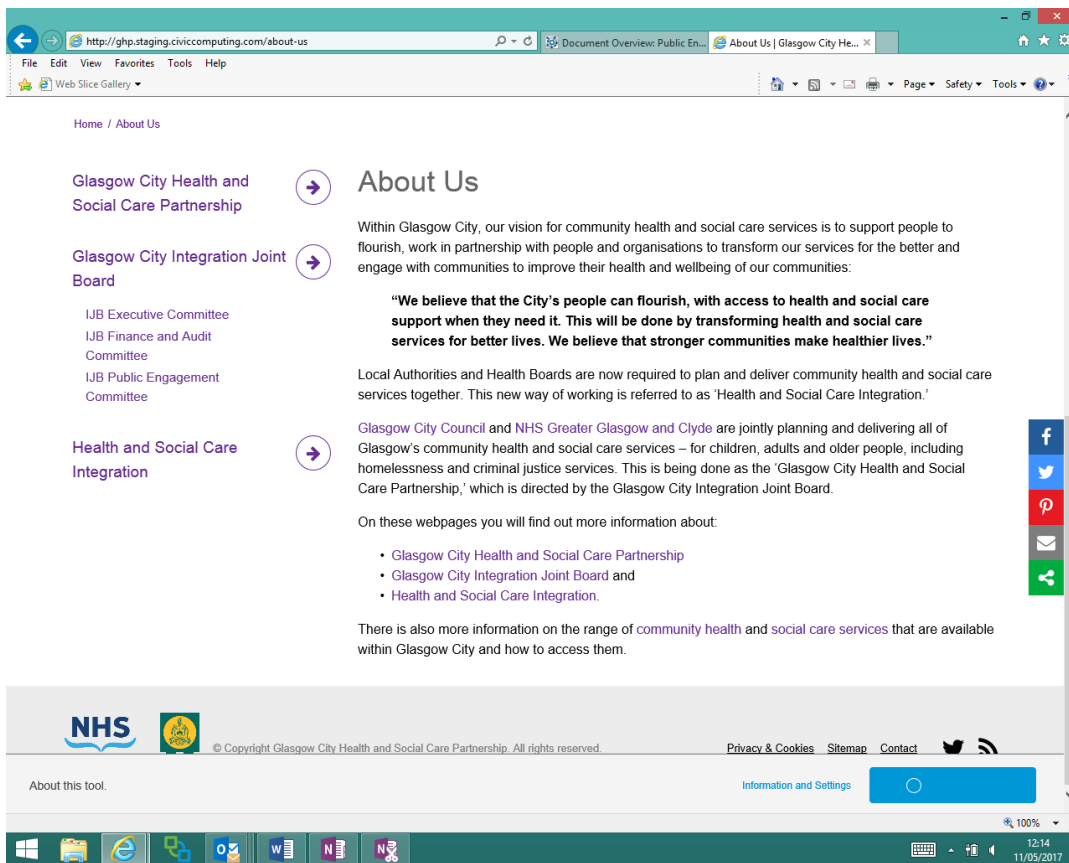 http://ghp.staging.civiccomputing.com/about-us
Document Overview: Public En...
About Us | Glasgow City He...
File Edit View Favorites Tools Help
Web Slice Gallery
Page Safety Tools
Home / About Us
Glasgow City Health and
Social Care Partnership
Glasgow City Integration Joint
Board
IJB Executive Committee
IJB Finance and Audit
Committee
IJB Public Engagement
Committee
Health and Social Care
Integration
About Us
Within Glasgow City, our vision for community health and social care services is to support people to
flourish, work in partnership with people and organisations to transform our services for the better and
engage with communities to improve their health and wellbeing of our communities:
“We believe that the City’s people can flourish, with access to health and social care
support when they need it. This will be done by transforming health and social care
services for better lives. We believe that stronger communities make healthier lives.”
Local Authorities and Health Boards are now required to plan and deliver community health and social care
services together. This new way of working is referred to as ‘Health and Social Care Integration.’
Glasgow City Council and NHS Greater Glasgow and Clyde are jointly planning and delivering all of
Glasgow’s community health and social care services – for children, adults and older people, including
homelessness and criminal justice services. This is being done as the ‘Glasgow City Health and Social
Care Partnership,’ which is directed by the Glasgow City Integration Joint Board.
On these webpages you will find out more information about:
• Glasgow City Health and Social Care Partnership
• Glasgow City Integration Joint Board and
• Health and Social Care Integration.
There is also more information on the range of community health and social care services that are available
within Glasgow City and how to access them.
NHS
© Copyright Glasgow City Health and Social Care Partnership. All rights reserved.
Privacy & Cookies Sitemap Contact
About this tool.
Information and Settings
100%
12:14
11/05/2017